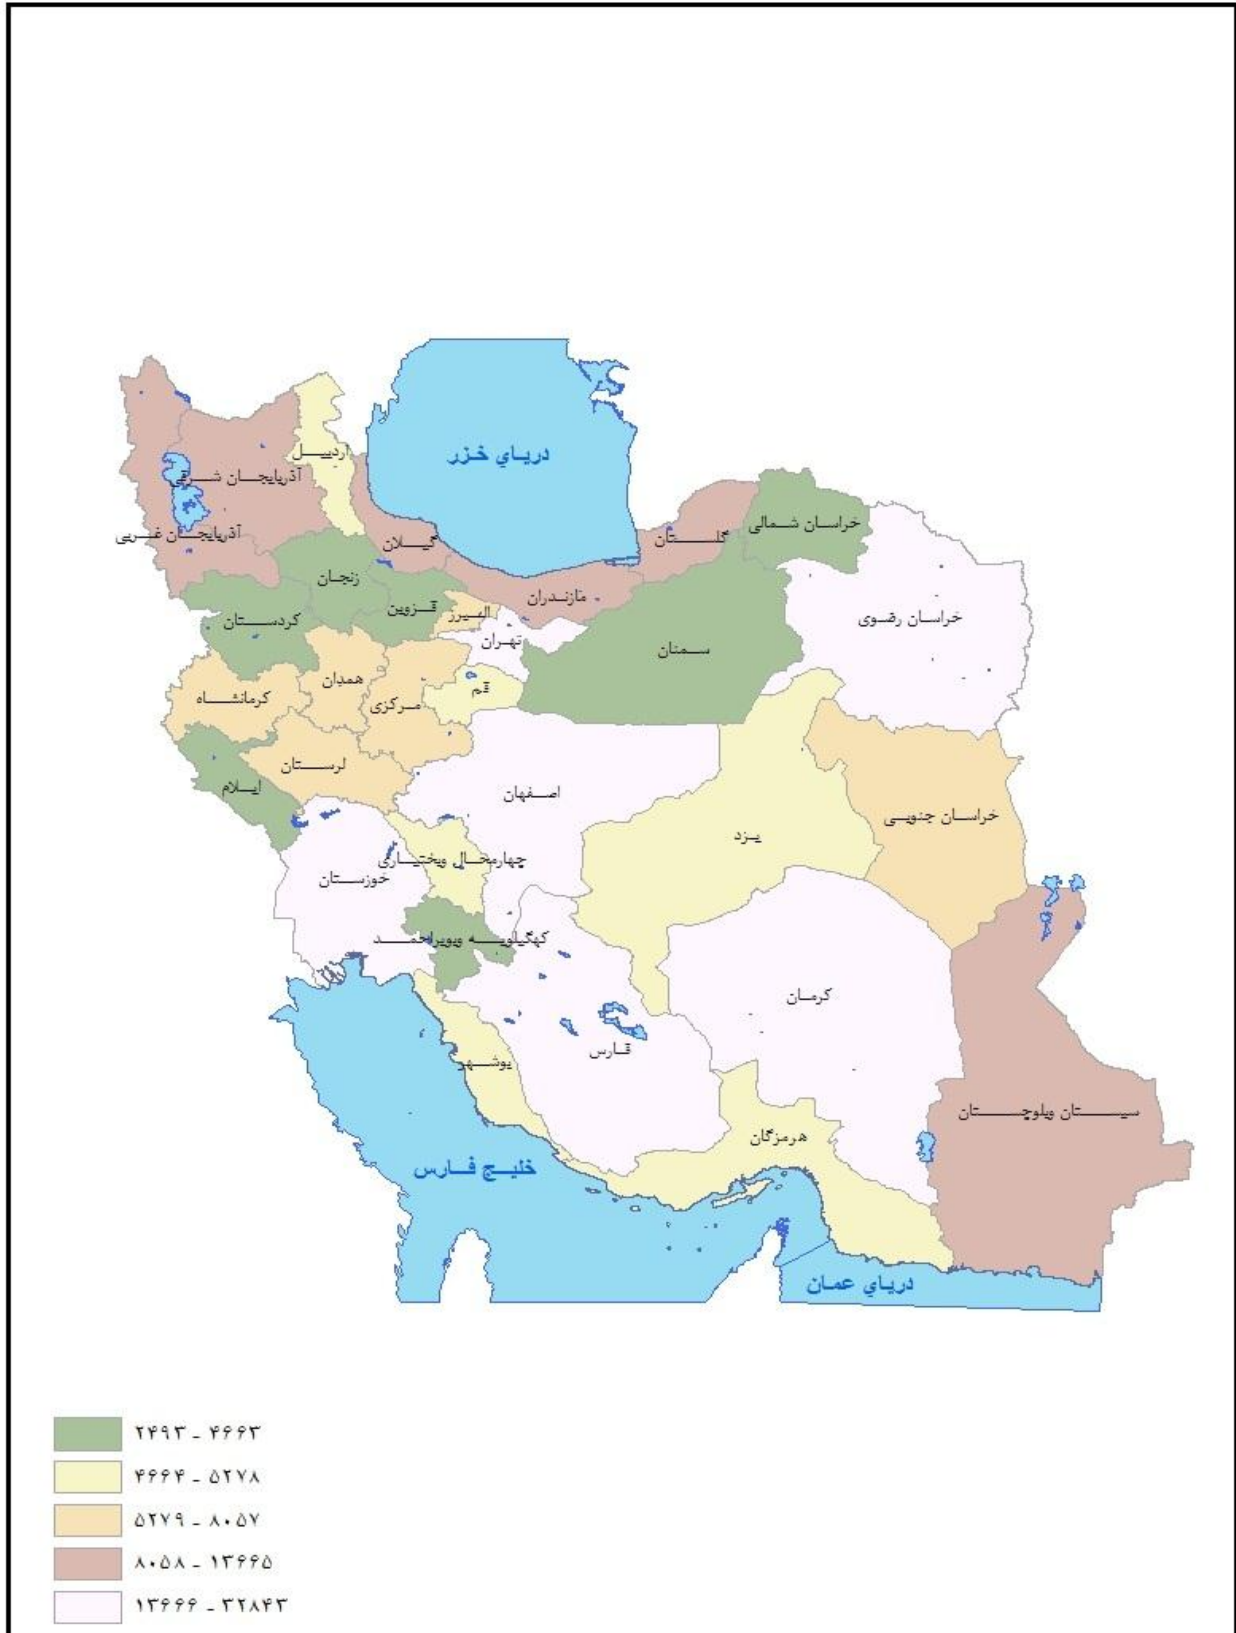 دریاي خزر
اردبیل
آذربایجان شرقی
خراسان شمالی
گلستان
آذربایجان غربی
گیلان
زنجان
مازندران
قزوین
البرز
خراسان رضوی
کردستان
تهران
سمنان
همدان
قم
کرمانشاه
مرکزی
لرستان
ایلام
اصفهان
خراسان جنوبی
یزد
چهارمحال وبختیاری
خوزستان
کهگیلویه وبویراحمد
کرمان
فارس
بوشهر
سیستان وبلوچستان
هرمزگان
خلیج فارس
دریاي عمان
۲۴۹۳ - ۴۶۶۳
۴۶۶۴ - ۵۲۷۸
۵۲۷۹ - ۸۰۵۷
۸۰۵۸ - ۱۳۶۶۵
۱۳۶۶۶ - ۳۲۸۴۳